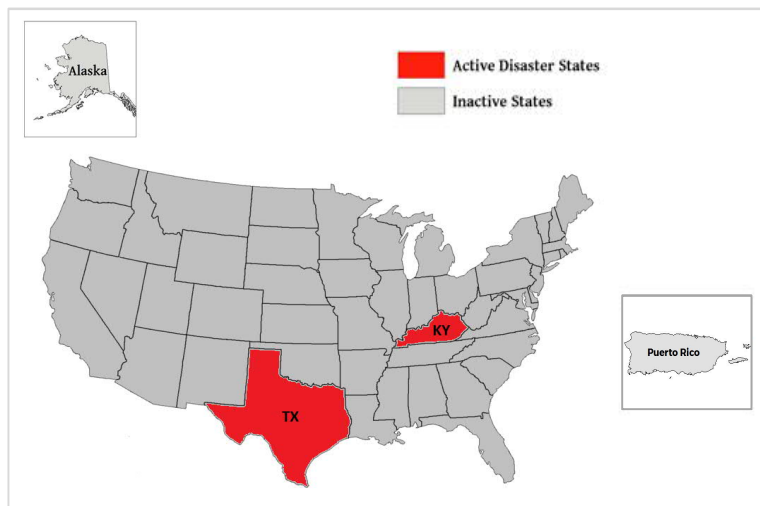 Alaska
Active Disaster States
Inactive States
KY
Puerto Rico
TX